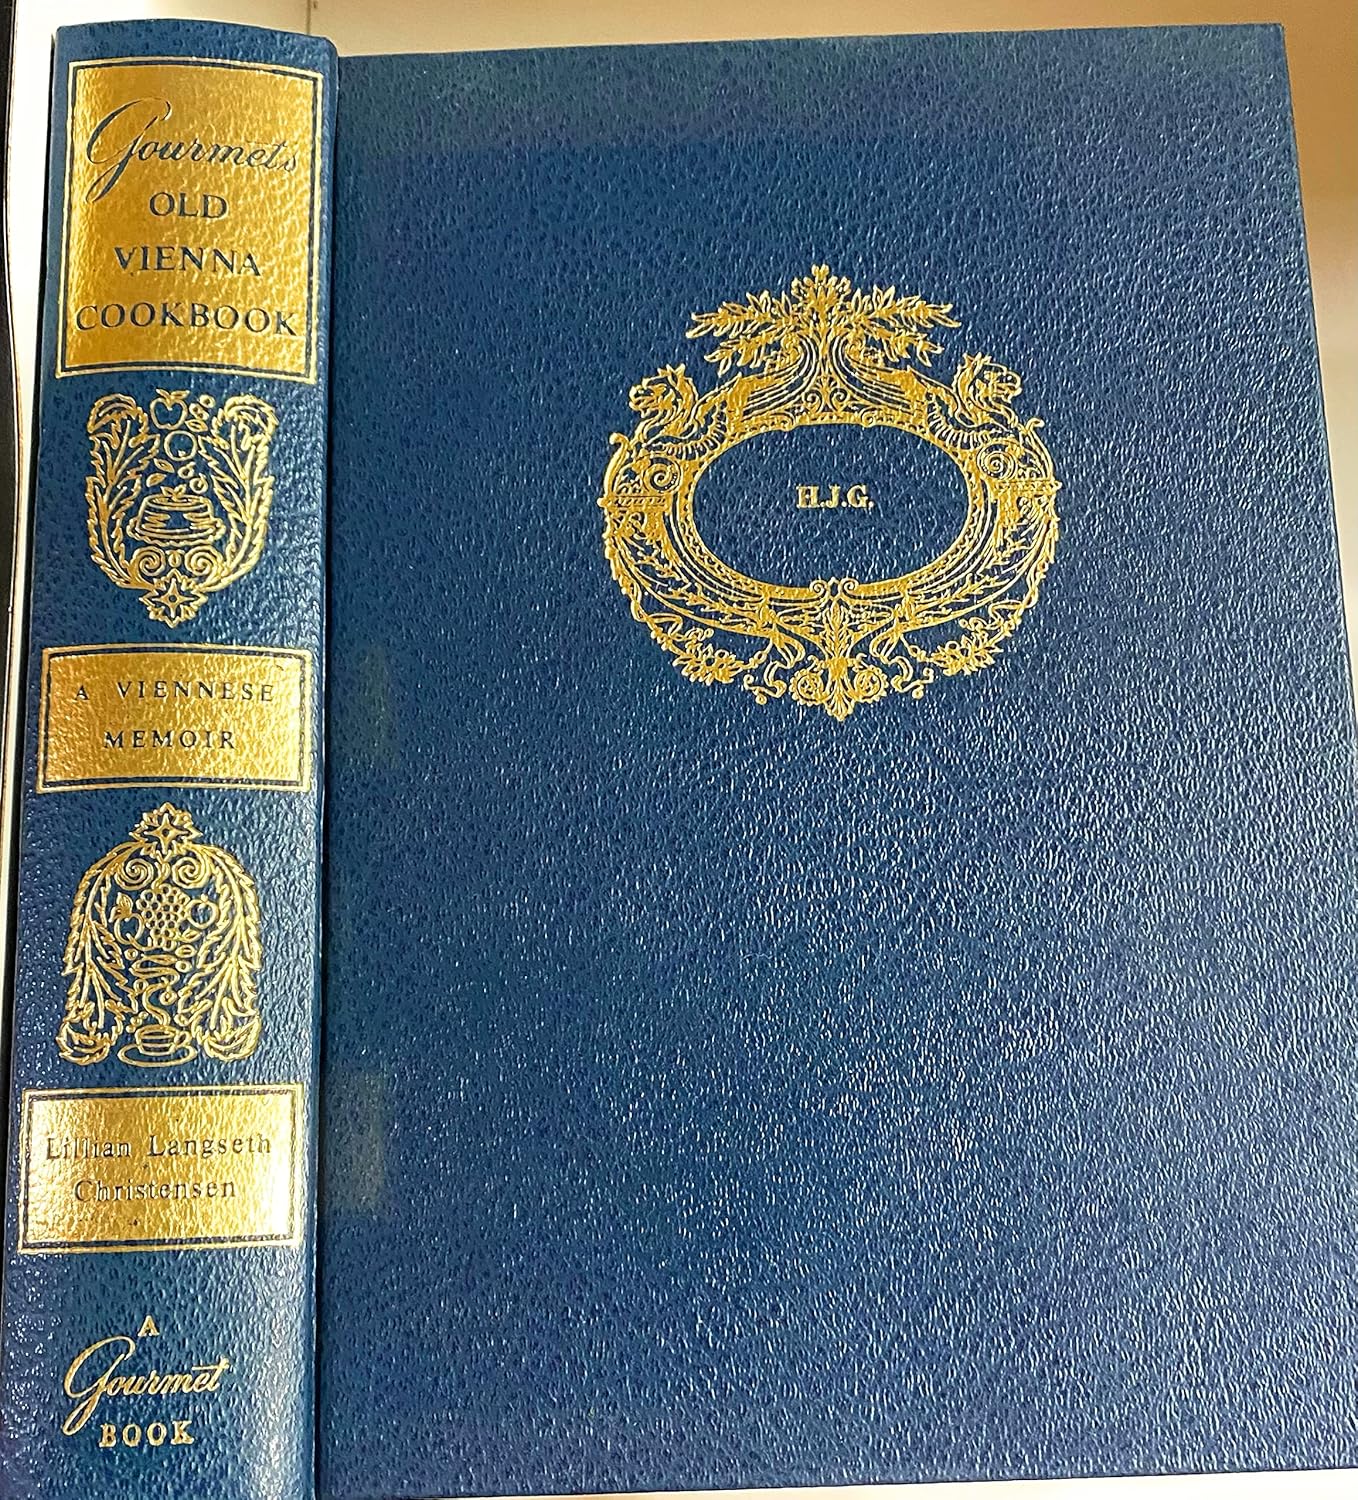 Gourmet's
OLD
VIENNA
COOKBOOK
A VIENNESE
MEMOIR
Lillian Langseth
Christensen
A
Gourmet
BOOK
H.J.G.